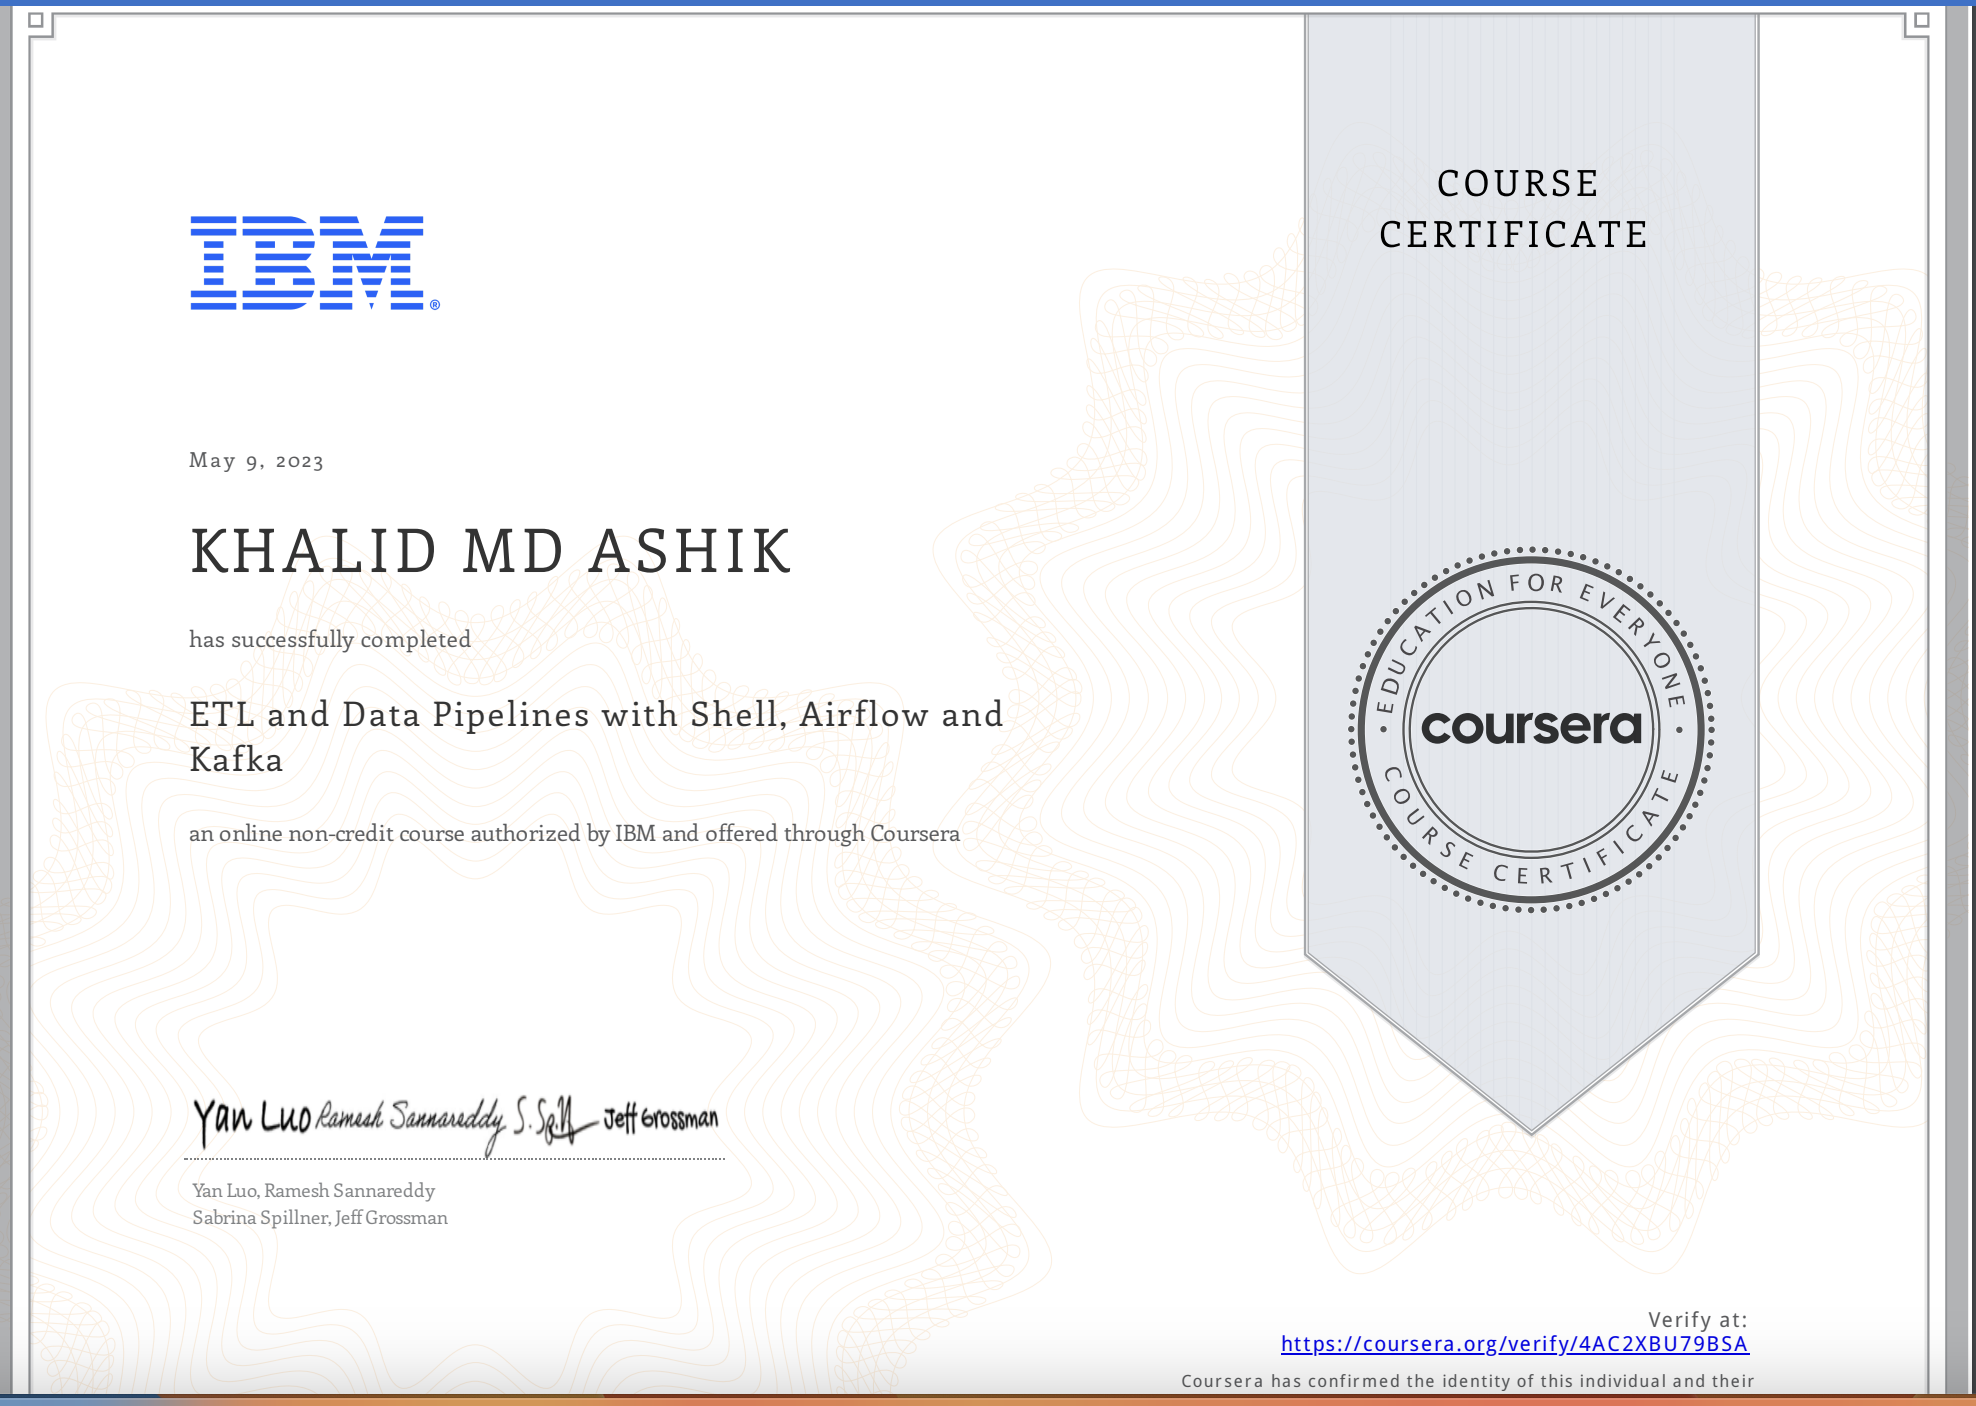 IBM®
May 9, 2023
KHALID MD ASHIK
has successfully completed
ETL and Data Pipelines with Shell, Airflow and
Kafka
an online non-credit course authorized by IBM and offered through Coursera
Yan Luo Ramesh Sannareddy S. Spill Jeff Grossman
Yan Luo, Ramesh Sannareddy
Sabrina Spillner, Jeff Grossman
COURSE
CERTIFICATE
EDUCATION FOR EVERYONE
coursera
COURSE CERTIFICATE
Verify at:
https://coursera.org/verify/4AC2XBU79BSA
Coursera has confirmed the identity of this individual and their